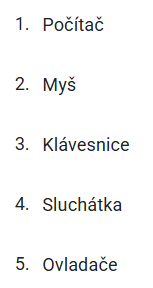 1. Počítač
2. Myš
3. Klávesnice
4. Sluchátka
5. Ovladače